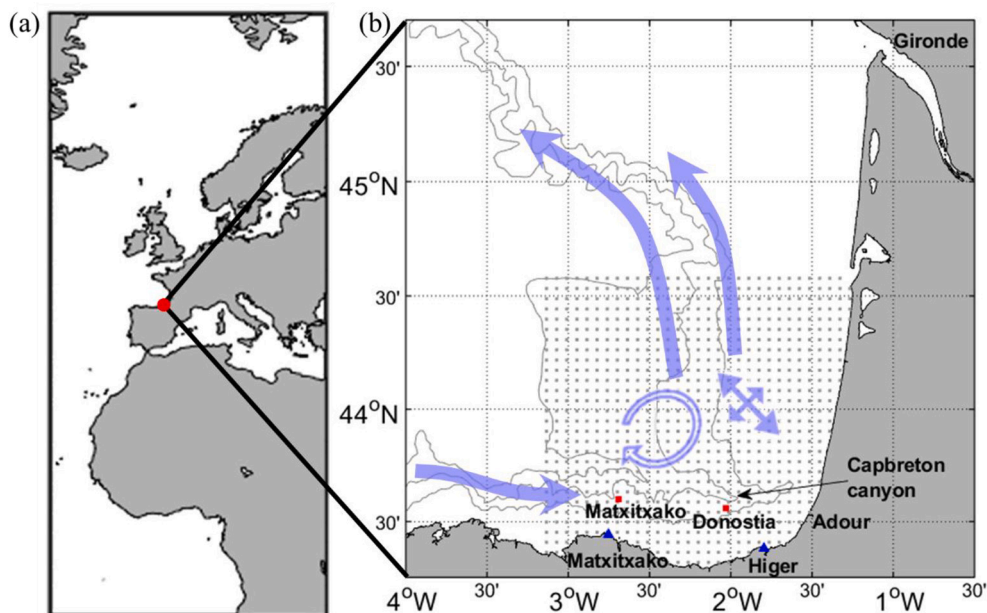 (a)
(b)
Gironde
30'
45°N
30'
44°N
30'
Capbreton
canyon
Matxitxako
Donostia
Adour
Matxitxako
Higer
4°W
30'
3°W
30'
2°W
30'
1°W
30'